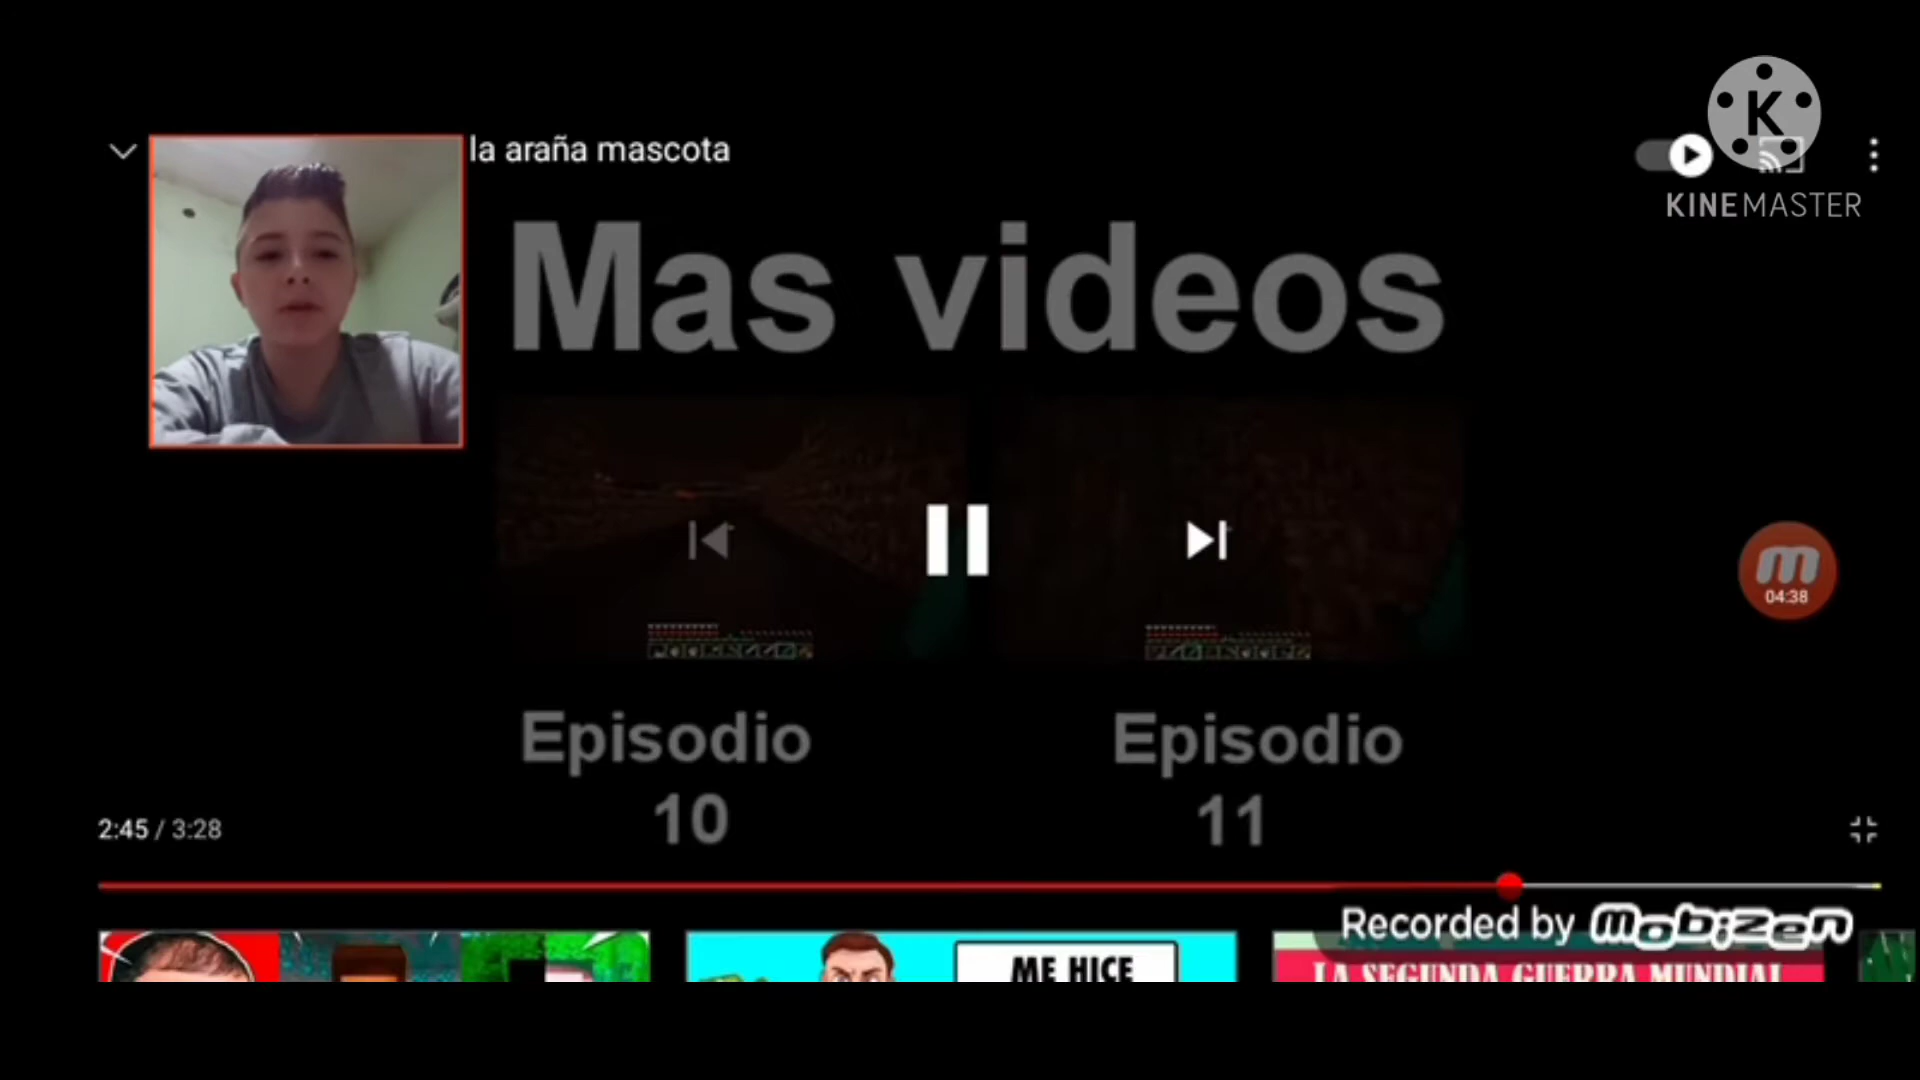 la araña mascota
K
KINEMASTER
Mas videos
m
04:38
Episodio
10
Episodio
11
2:45 / 3:28
Recorded by mobizen
ME HICE
LA SEGUNDA GUERRA MUNDIAL